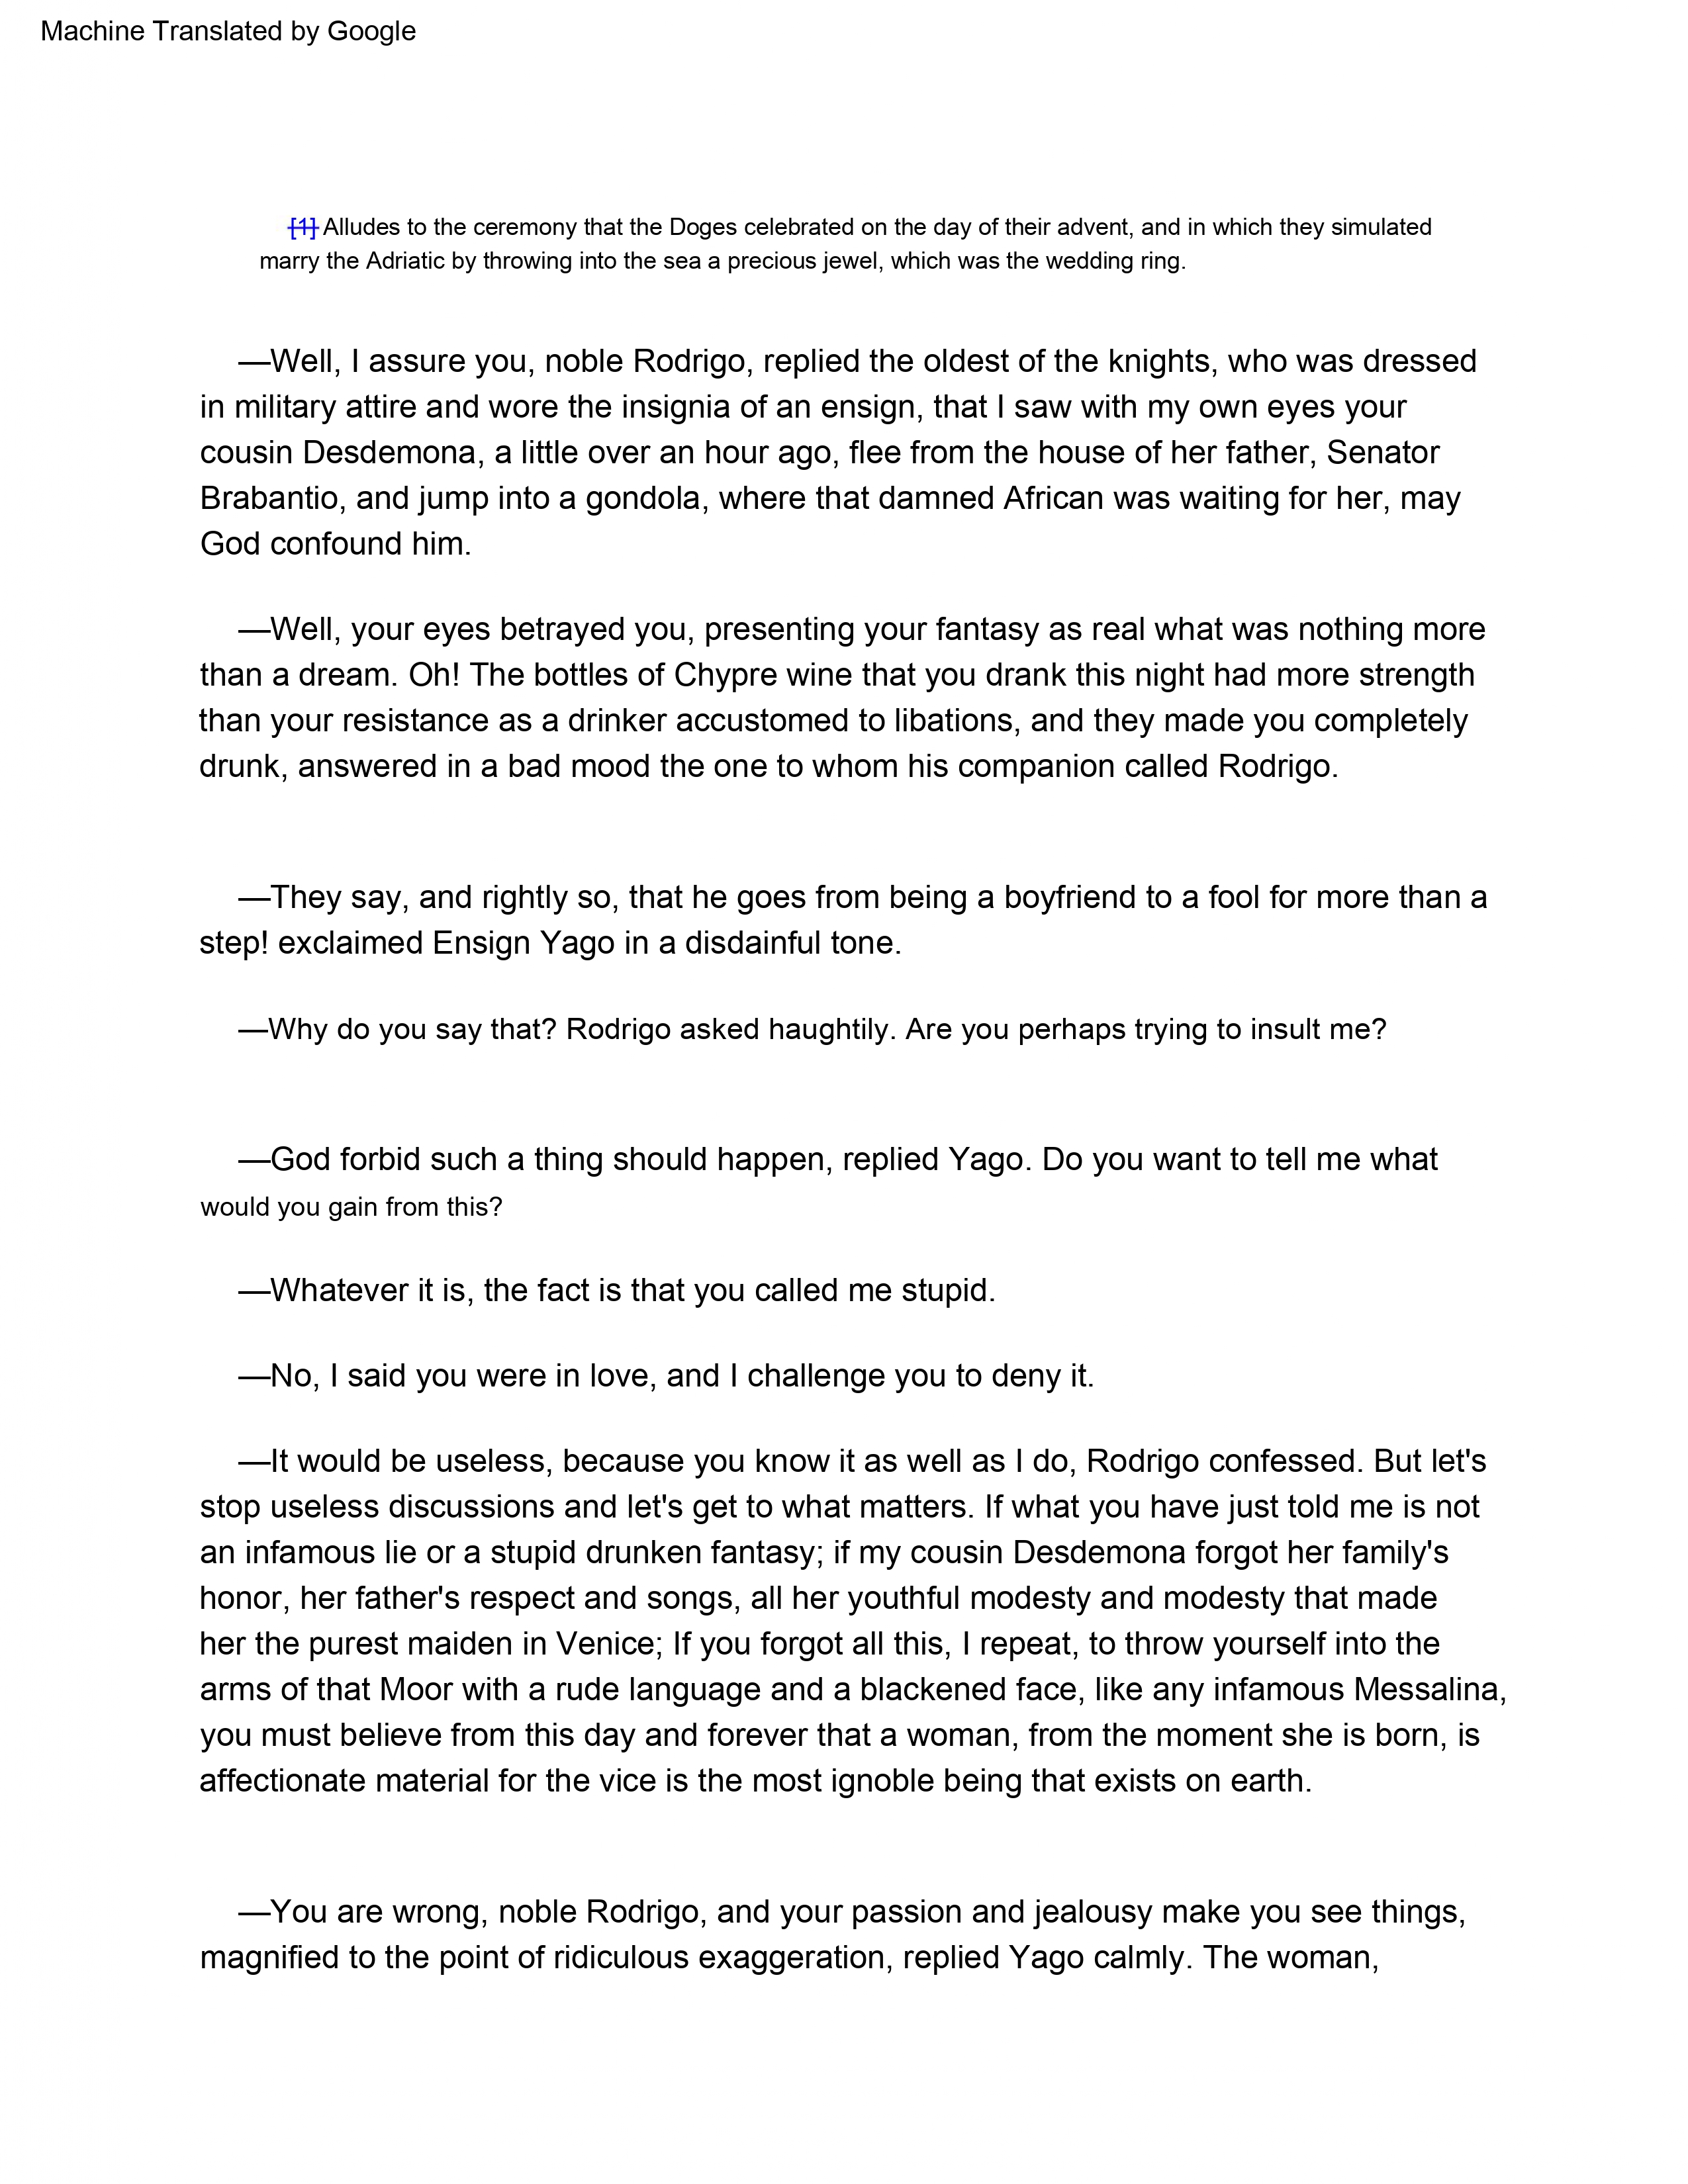 Machine Translated by Google
[1] Alludes to the ceremony that the Doges celebrated on the day of their advent, and in which they simulated
marry the Adriatic by throwing into the sea a precious jewel, which was the wedding ring.
—Well, I assure you, noble Rodrigo, replied the oldest of the knights, who was dressed
in military attire and wore the insignia of an ensign, that I saw with my own eyes your
cousin Desdemona, a little over an hour ago, flee from the house of her father, Senator
Brabantio, and jump into a gondola, where that damned African was waiting for her, may
God confound him.
—Well, your eyes betrayed you, presenting your fantasy as real what was nothing more
than a dream. Oh! The bottles of Chypre wine that you drank this night had more strength
than your resistance as a drinker accustomed to libations, and they made you completely
drunk, answered in a bad mood the one to whom his companion called Rodrigo.
—They say, and rightly so, that he goes from being a boyfriend to a fool for more than a
step! exclaimed Ensign Yago in a disdainful tone.
—Why do you say that? Rodrigo asked haughtily. Are you perhaps trying to insult me?
—God forbid such a thing should happen, replied Yago. Do you want to tell me what
would you gain from this?
—Whatever it is, the fact is that you called me stupid.
—No, I said you were in love, and I challenge you to deny it.
—It would be useless, because you know it as well as I do, Rodrigo confessed. But let's
stop useless discussions and let's get to what matters. If what you have just told me is not
an infamous lie or a stupid drunken fantasy; if my cousin Desdemona forgot her family's
honor, her father's respect and songs, all her youthful modesty and modesty that made
her the purest maiden in Venice; If you forgot all this, I repeat, to throw yourself into the
arms of that Moor with a rude language and a blackened face, like any infamous Messalina,
you must believe from this day and forever that a woman, from the moment she is born, is
affectionate material for the vice is the most ignoble being that exists on earth.
—You are wrong, noble Rodrigo, and your passion and jealousy make you see things,
magnified to the point of ridiculous exaggeration, replied Yago calmly. The woman,